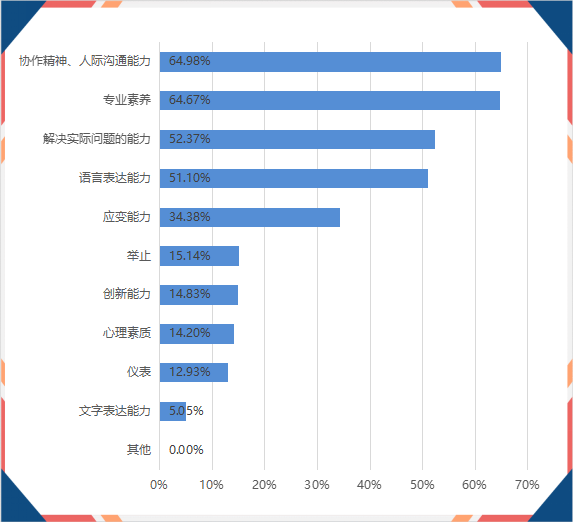 协作精神、人际沟通能力 64.98%
专业素养 64.67%
解决实际问题的能力 52.37%
语言表达能力 51.10%
应变能力 34.38%
举止 15.14%
创新能力 14.83%
心理素质 14.20%
仪表 12.93%
文字表达能力 5.05%
其他 0.00%
0% 10% 20% 30% 40% 50% 60% 70%